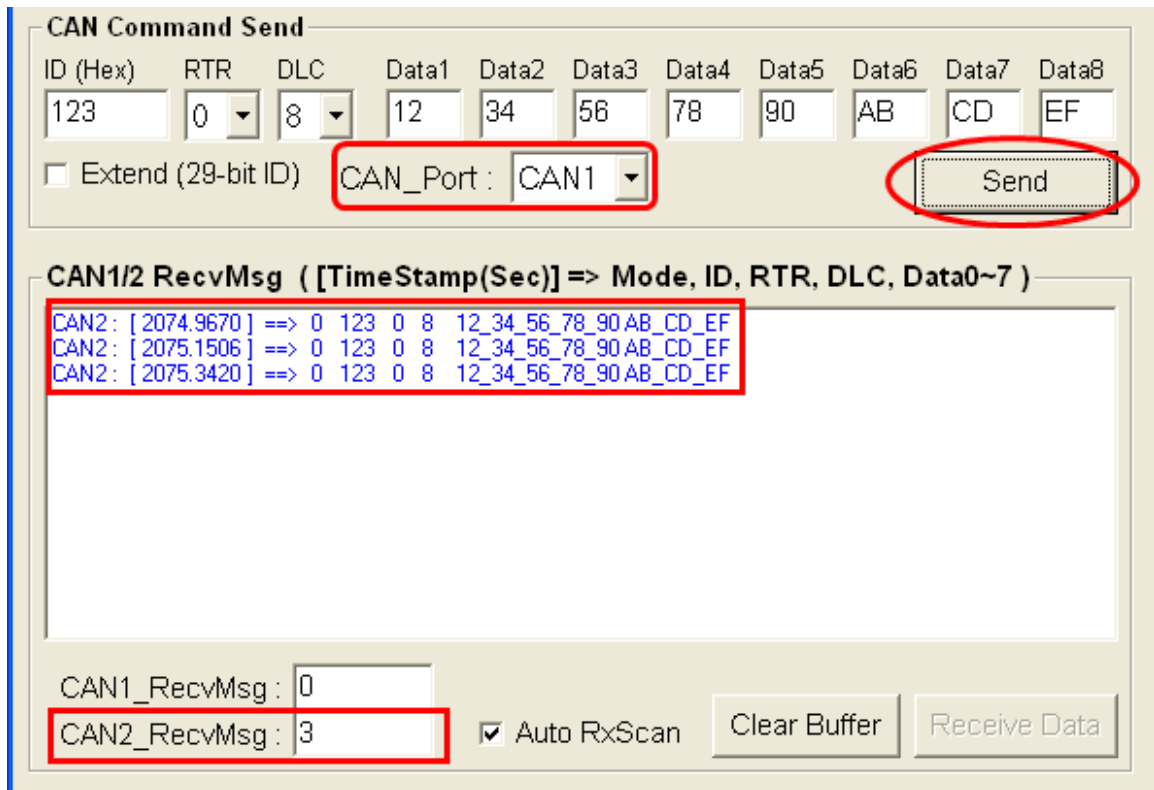 CAN Command Send
ID (Hex) RTR DLC Data1 Data2 Data3 Data4 Data5 Data6 Data7 Data8
123 0 8 12 34 56 78 90 AB CD EF
Extend (29-bit ID) CAN_Port : CAN1 Send
CAN1/2 RecvMsg ( [TimeStamp(Sec)] => Mode, ID, RTR, DLC, Data0~7 )
CAN2 : [ 2074.9670 ] ==> 0 123 0 8 12_34_56_78_90 AB_CD_EF
CAN2 : [ 2075.1506 ] ==> 0 123 0 8 12_34_56_78_90 AB_CD_EF
CAN2 : [ 2075.3420 ] ==> 0 123 0 8 12_34_56_78_90 AB_CD_EF
CAN1_RecvMsg : 0
CAN2_RecvMsg : 3 Auto RxScan Clear Buffer Receive Data